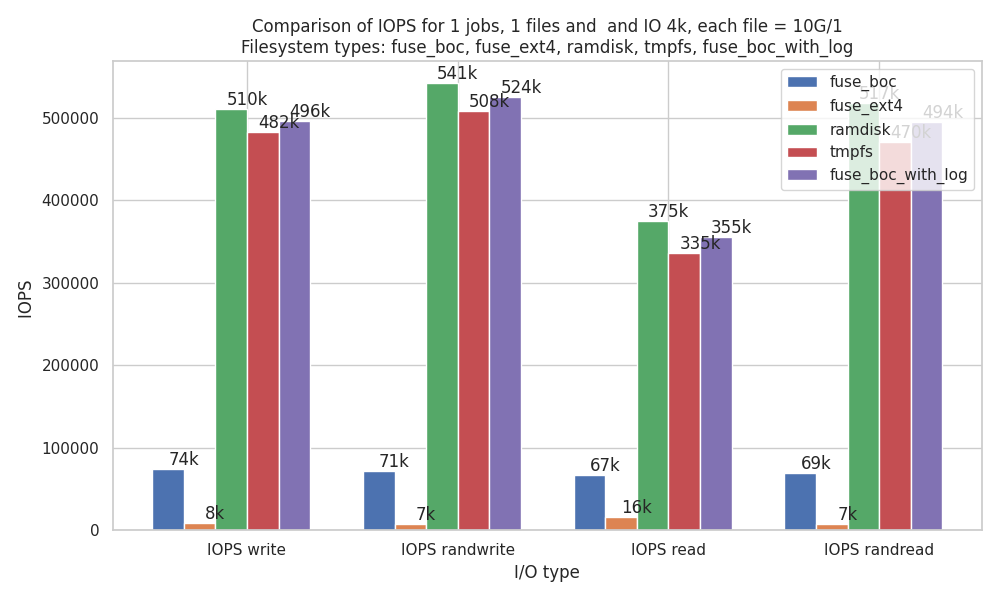 Comparison of IOPS for 1 jobs, 1 files and  and IO 4k, each file = 10G/1
Filesystem types: fuse_boc, fuse_ext4, ramdisk, tmpfs, fuse_boc_with_log
fuse_boc
fuse_ext4
ramdisk
tmpfs
fuse_boc_with_log
IOPS
500000
400000
300000
200000
100000
0
74k
8k
510k
482k
496k
71k
7k
541k
508k
524k
67k
16k
375k
335k
355k
69k
7k
517k
470k
494k
IOPS write
IOPS randwrite
IOPS read
IOPS randread
I/O type